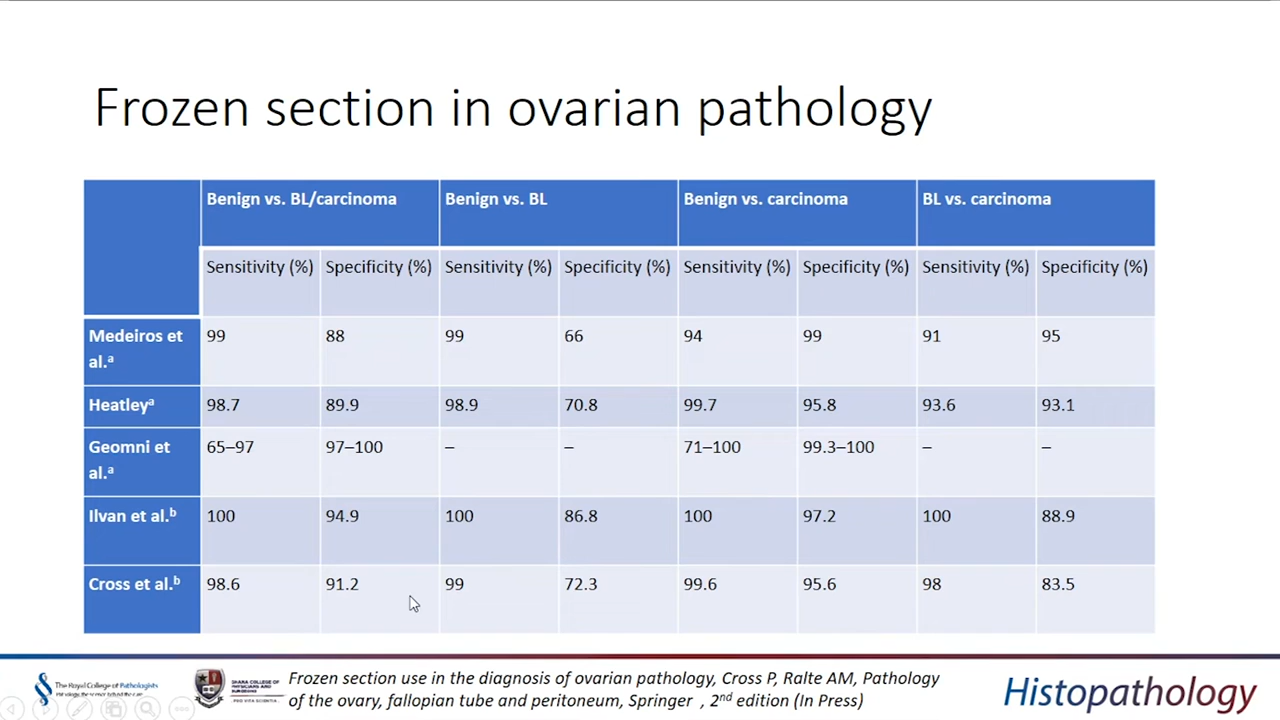 Frozen section in ovarian pathology
Benign vs. BL/carcinoma Benign vs. BL Benign vs. carcinoma BL vs. carcinoma
Sensitivity (%) Specificity (%) Sensitivity (%) Specificity (%) Sensitivity (%) Specificity (%) Sensitivity (%) Specificity (%)
Medeiros et al.ᵃ 99 88 99 66 94 99 91 95
Heatleyᵃ 98.7 89.9 98.9 70.8 99.7 95.8 93.6 93.1
Geomni et al.ᵃ 65–97 97–100 – – 71–100 99.3–100 – –
Ilvan et al.ᵇ 100 94.9 100 86.8 100 97.2 100 88.9
Cross et al.ᵇ 98.6 91.2 99 72.3 99.6 95.6 98 83.5
The Royal College of Pathologists
GHANA COLLEGE OF
PHYSICIANS AND
SURGEONS
Frozen section use in the diagnosis of ovarian pathology, Cross P, Ralte AM, Pathology
of the ovary, fallopian tube and peritoneum, Springer , 2nd edition (In Press)
Histopathology